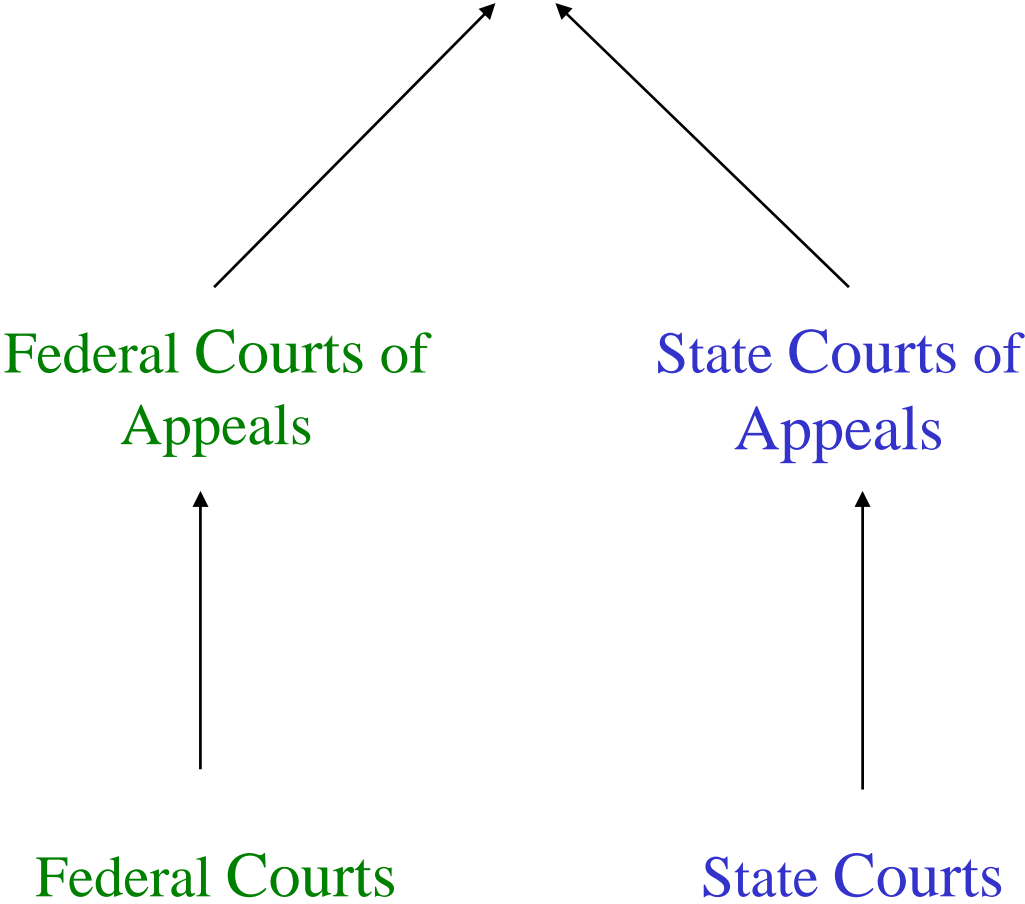 Federal Courts of
Appeals
State Courts of
Appeals
Federal Courts
State Courts